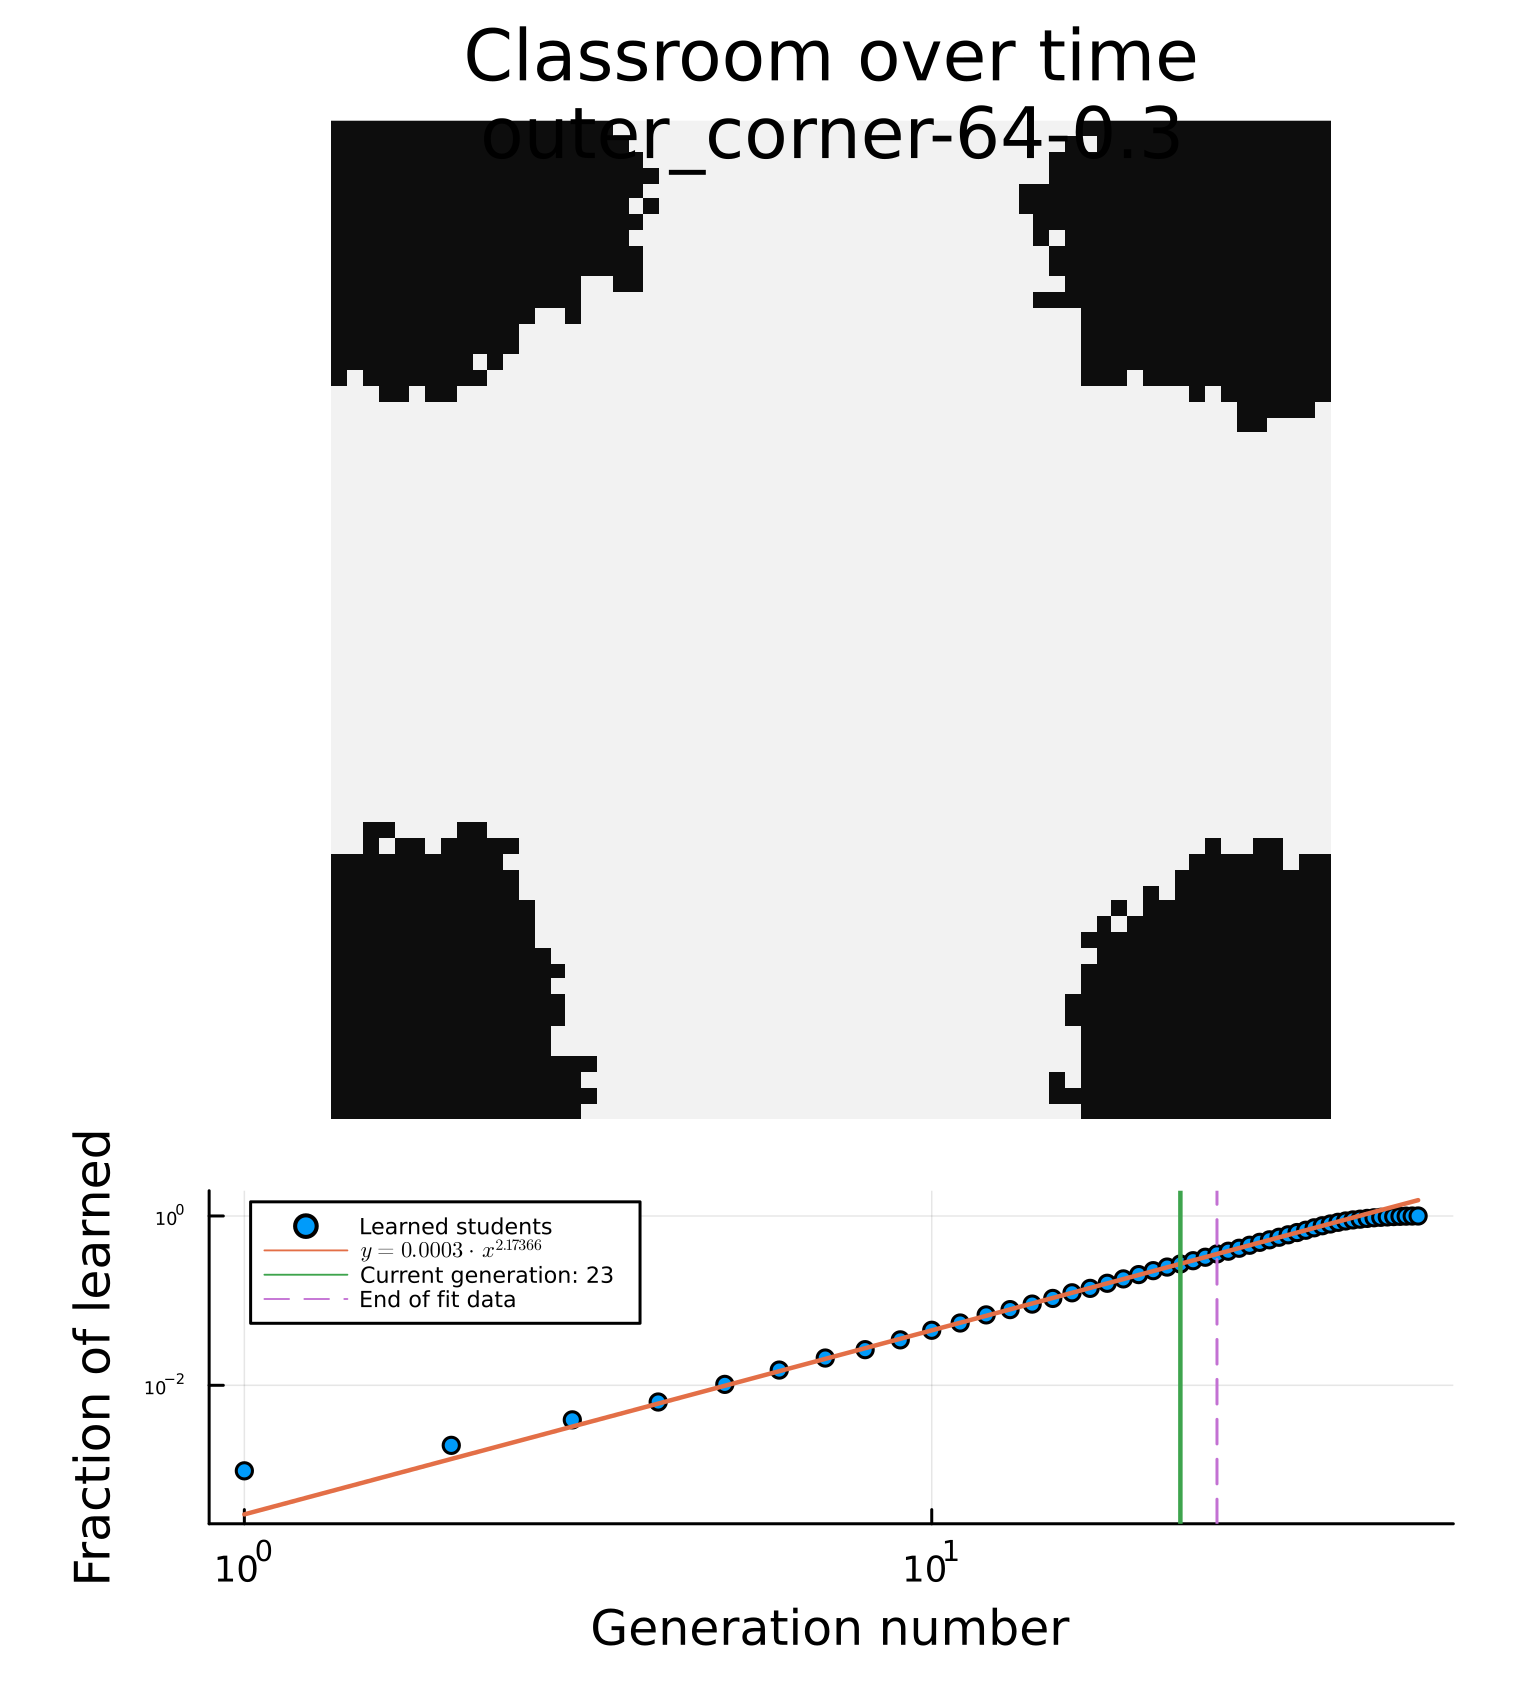 Classroom over time
outer_corner-64-0.3
Fraction of learned
10^0
10^-2
Learned students
y = 0.0003 · x^2.17366
Current generation: 23
End of fit data
10^0
10^1
Generation number